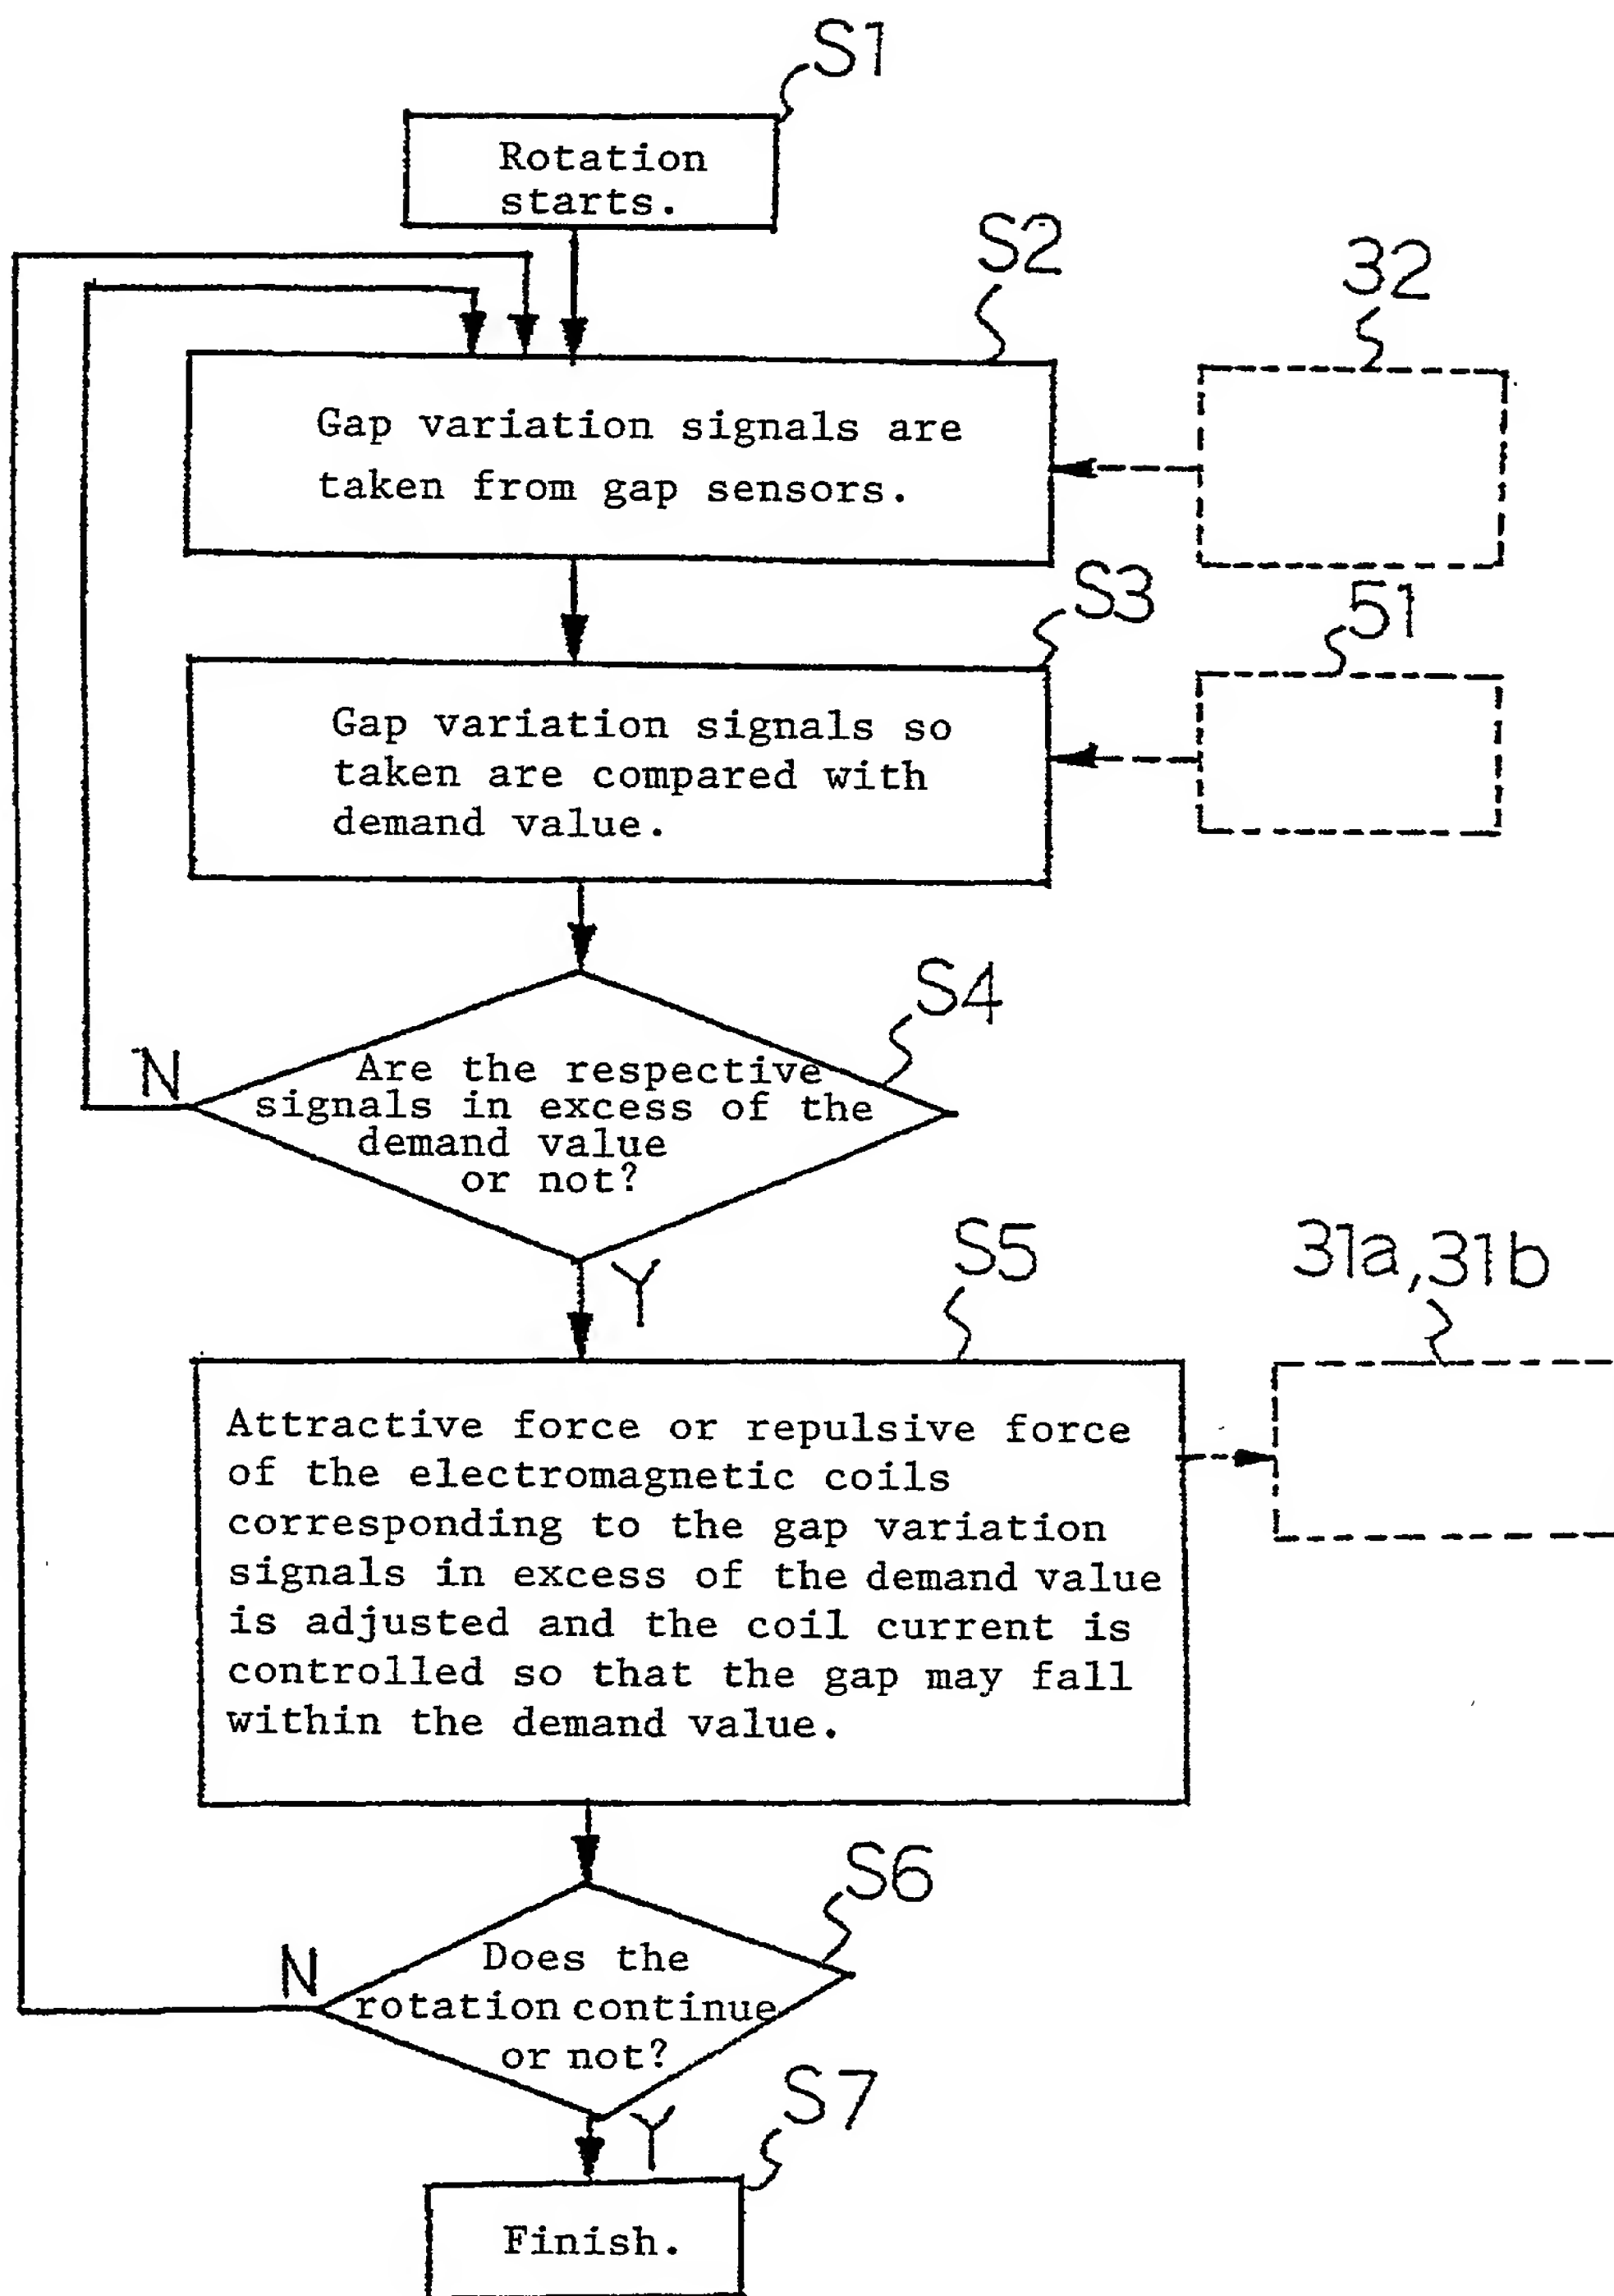 S1
Rotation
starts.
S2
32
Gap variation signals are
taken from gap sensors.
S3
51
Gap variation signals so
taken are compared with
demand value.
S4
N
Are the respective
signals in excess of the
demand value
or not?
Y
S5
31a,31b
Attractive force or repulsive force
of the electromagnetic coils
corresponding to the gap variation
signals in excess of the demand value
is adjusted and the coil current is
controlled so that the gap may fall
within the demand value.
S6
N
Does the
rotation continue
or not?
Y
S7
Finish.